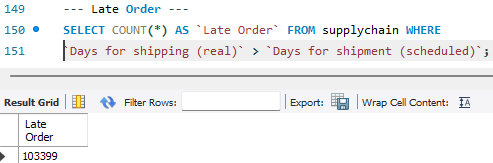 149 --- Late Order ---
150 SELECT COUNT(*) AS `Late Order` FROM supplychain WHERE
151 `Days for shipping (real)` > `Days for shipment (scheduled)`;
Result Grid Filter Rows: Export: Wrap Cell Content:
Late
Order
103399